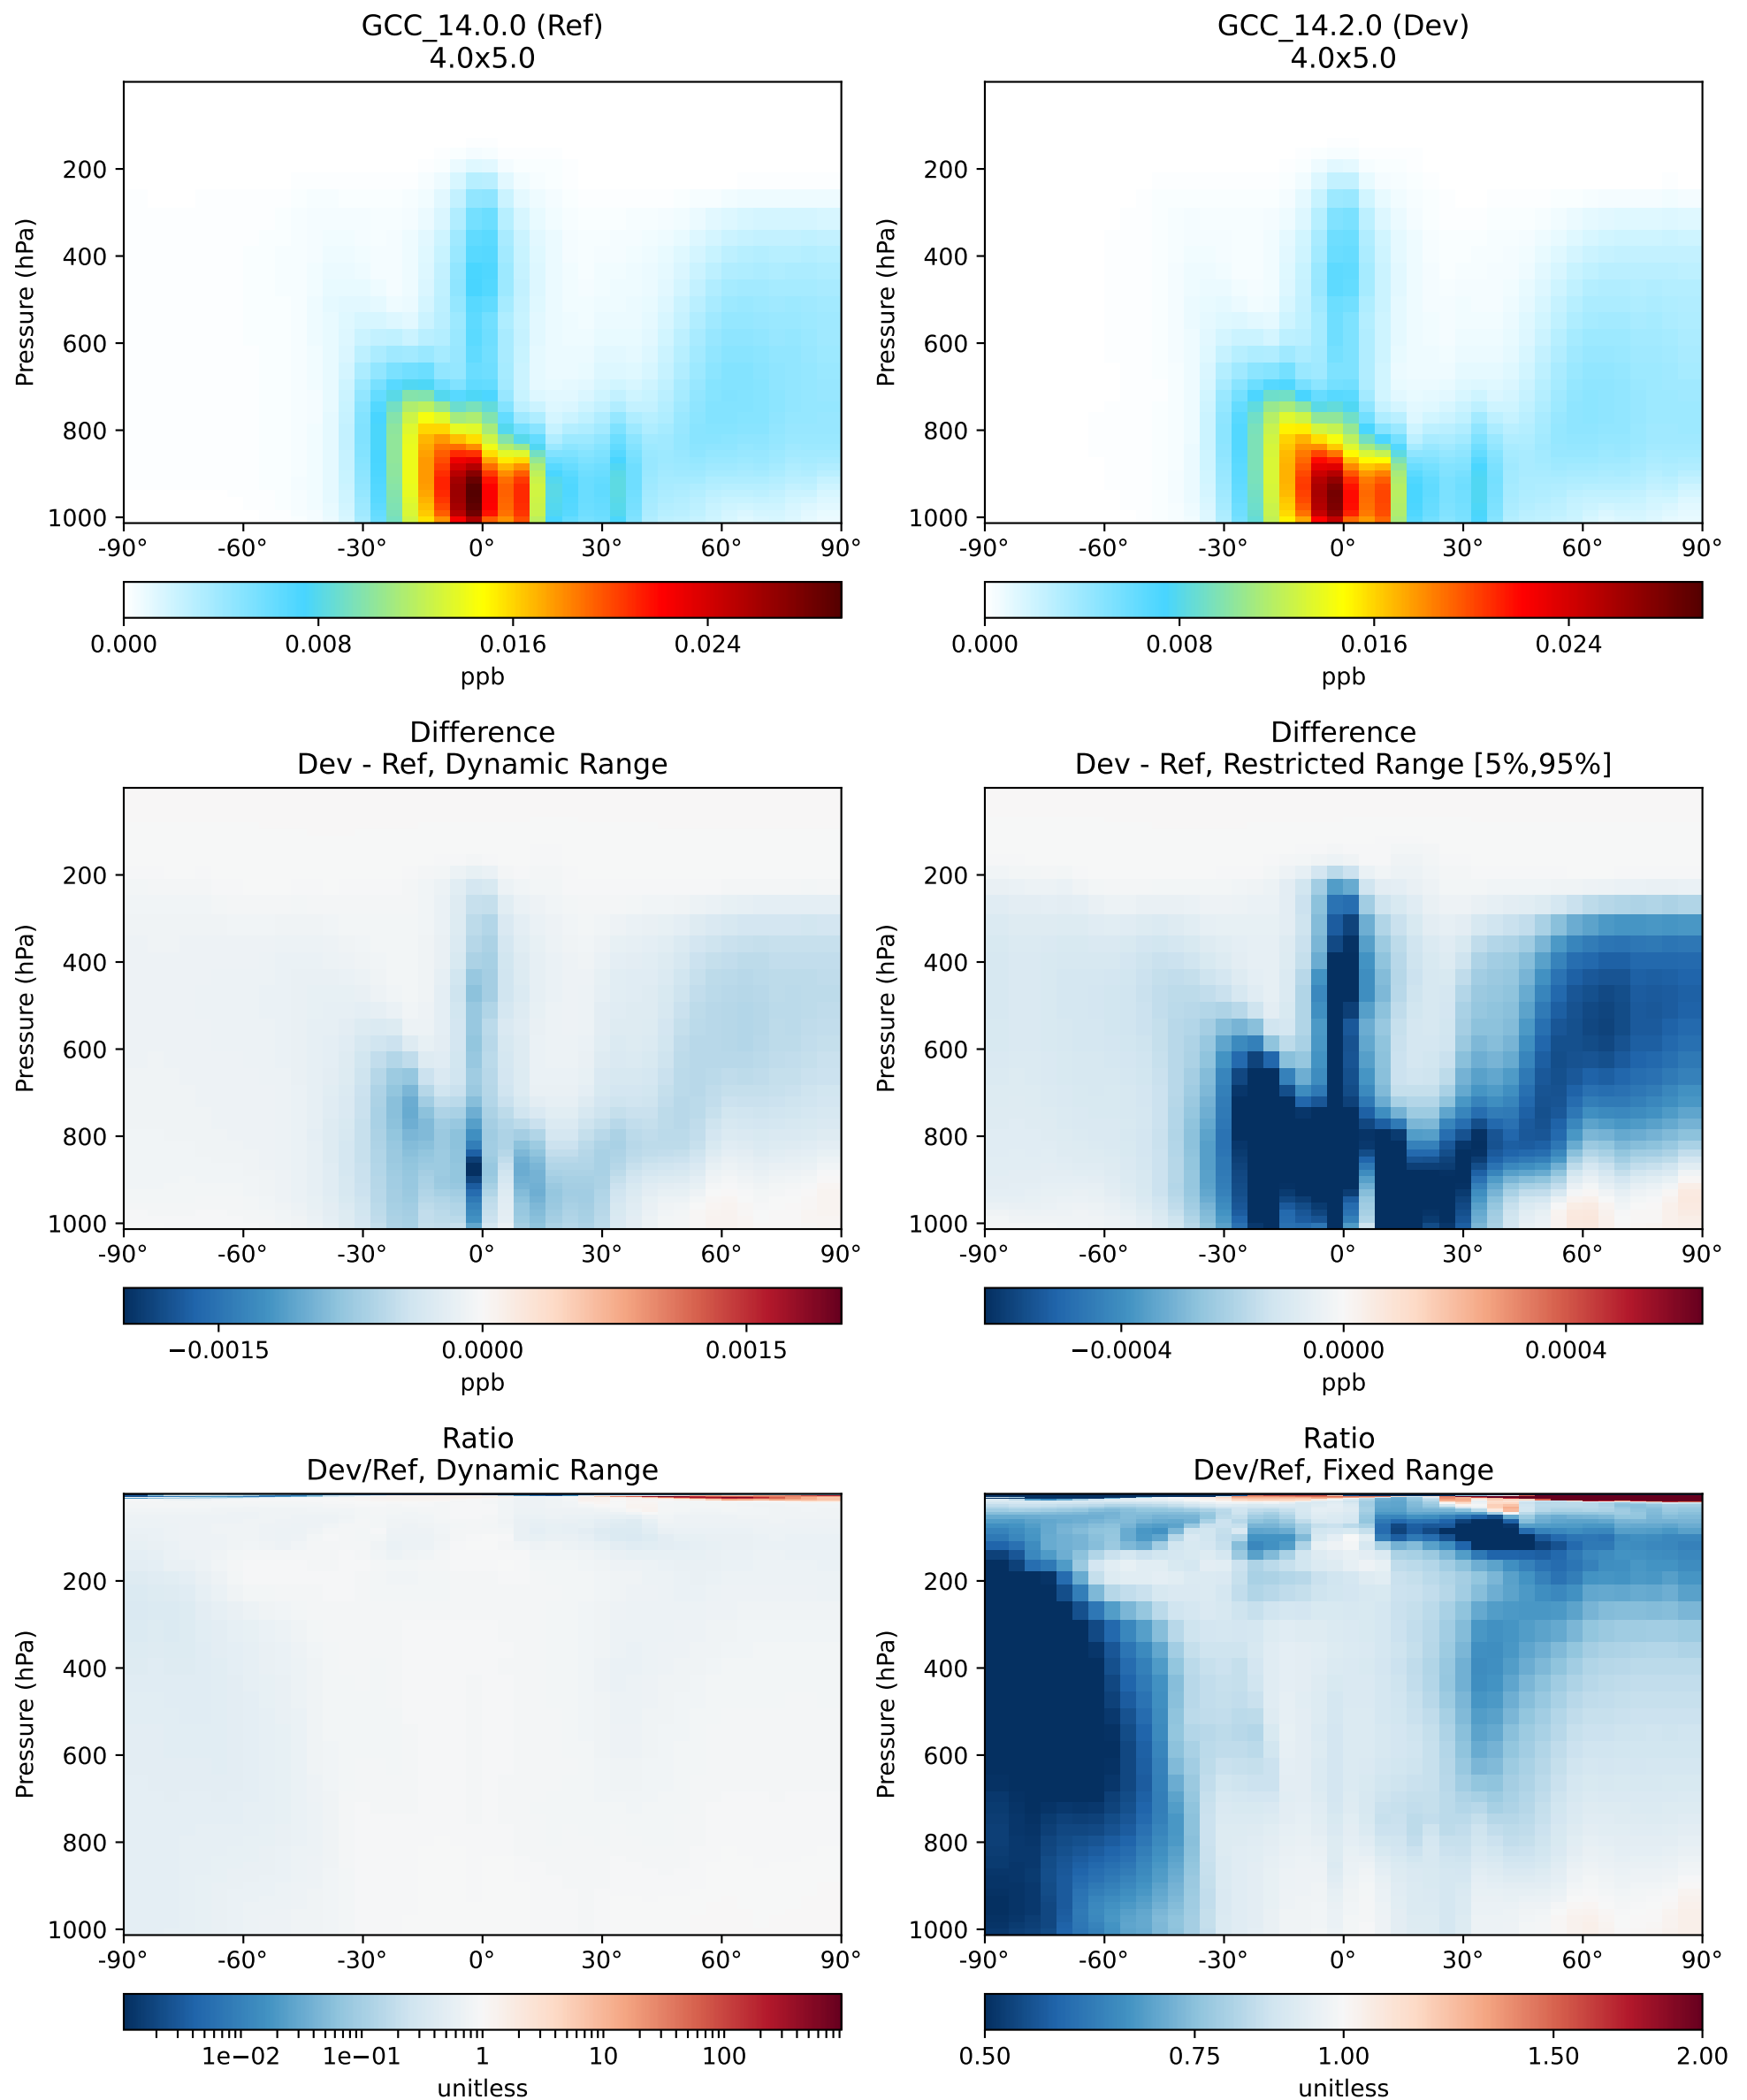 GCC_14.0.0 (Ref)
4.0x5.0
Pressure (hPa)
200
400
600
800
1000
-90° -60° -30° 0° 30° 60° 90°
0.000 0.008 0.016 0.024
ppb
GCC_14.2.0 (Dev)
4.0x5.0
Pressure (hPa)
200
400
600
800
1000
-90° -60° -30° 0° 30° 60° 90°
0.000 0.008 0.016 0.024
ppb
Difference
Dev - Ref, Dynamic Range
Pressure (hPa)
200
400
600
800
1000
-90° -60° -30° 0° 30° 60° 90°
−0.0015 0.0000 0.0015
ppb
Difference
Dev - Ref, Restricted Range [5%,95%]
Pressure (hPa)
200
400
600
800
1000
-90° -60° -30° 0° 30° 60° 90°
−0.0004 0.0000 0.0004
ppb
Ratio
Dev/Ref, Dynamic Range
Pressure (hPa)
200
400
600
800
1000
-90° -60° -30° 0° 30° 60° 90°
1e−02 1e−01 1 10 100
unitless
Ratio
Dev/Ref, Fixed Range
Pressure (hPa)
200
400
600
800
1000
-90° -60° -30° 0° 30° 60° 90°
0.50 0.75 1.00 1.50 2.00
unitless